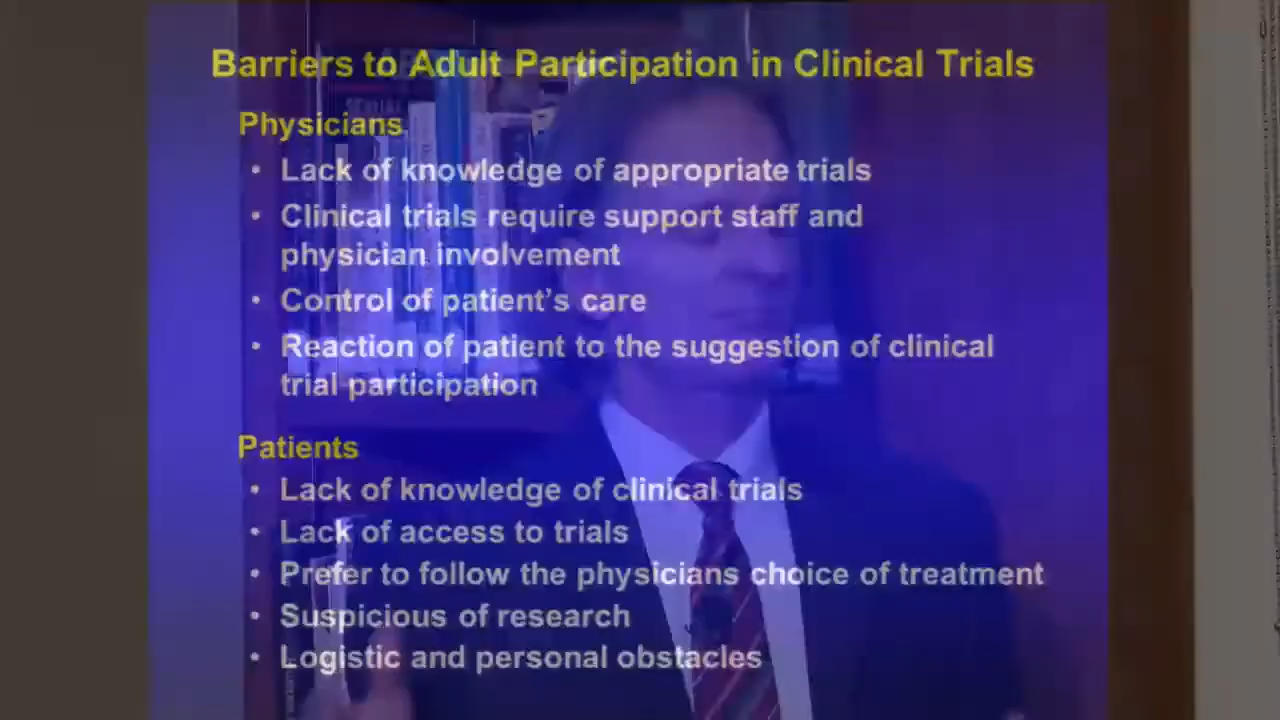 Barriers to Adult Participation in Clinical Trials
Physicians
• Lack of knowledge of appropriate trials
• Clinical trials require support staff and
physician involvement
• Control of patient’s care
• Reaction of patient to the suggestion of clinical
trial participation
Patients
• Lack of knowledge of clinical trials
• Lack of access to trials
• Prefer to follow the physicians choice of treatment
• Suspicious of research
• Logistic and personal obstacles